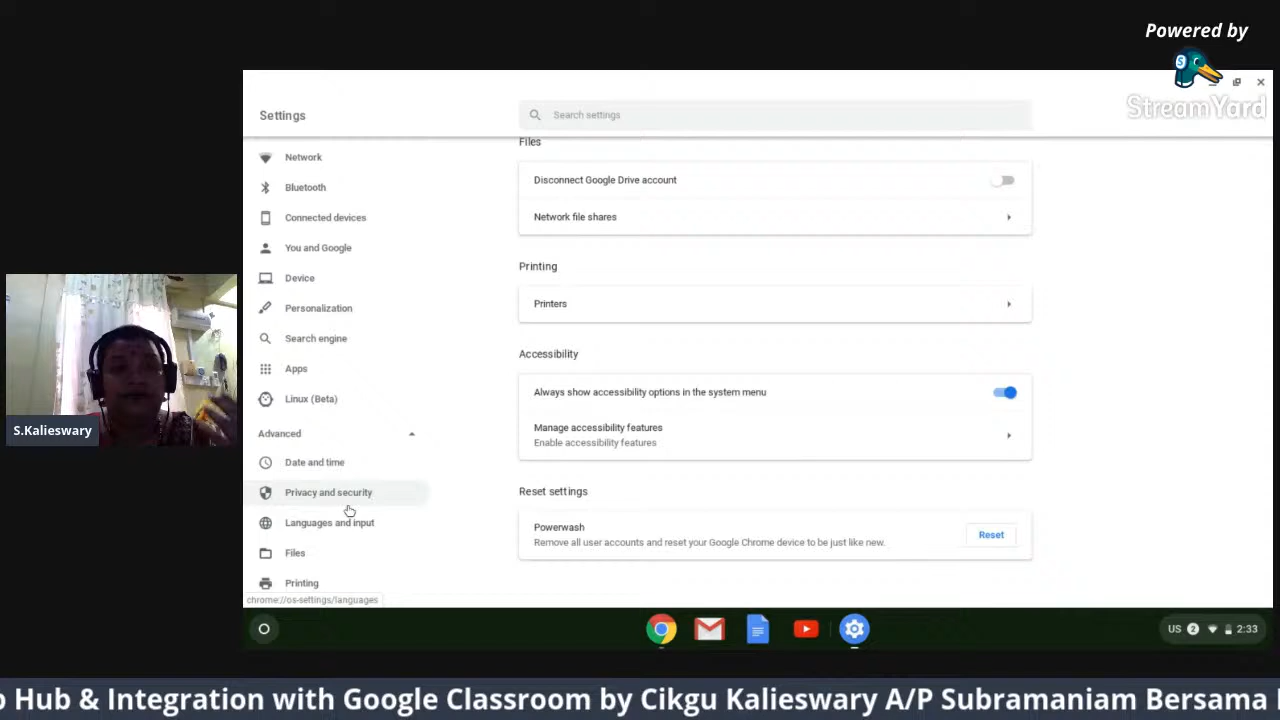 Powered by
StreamYard
Settings
Search settings
Network
Bluetooth
Connected devices
You and Google
Device
Personalization
Search engine
Apps
Linux (Beta)
Advanced
Date and time
Privacy and security
Languages and input
Files
Printing
chrome://os-settings/languages
Files
Disconnect Google Drive account
Network file shares
Printing
Printers
Accessibility
Always show accessibility options in the system menu
Manage accessibility features
Enable accessibility features
Reset settings
Powerwash
Remove all user accounts and reset your Google Chrome device to be just like new.
Reset
S.Kalieswary
US 2 2:33
o Hub & Integration with Google Classroom by Cikgu Kalieswary A/P Subramaniam Bersama